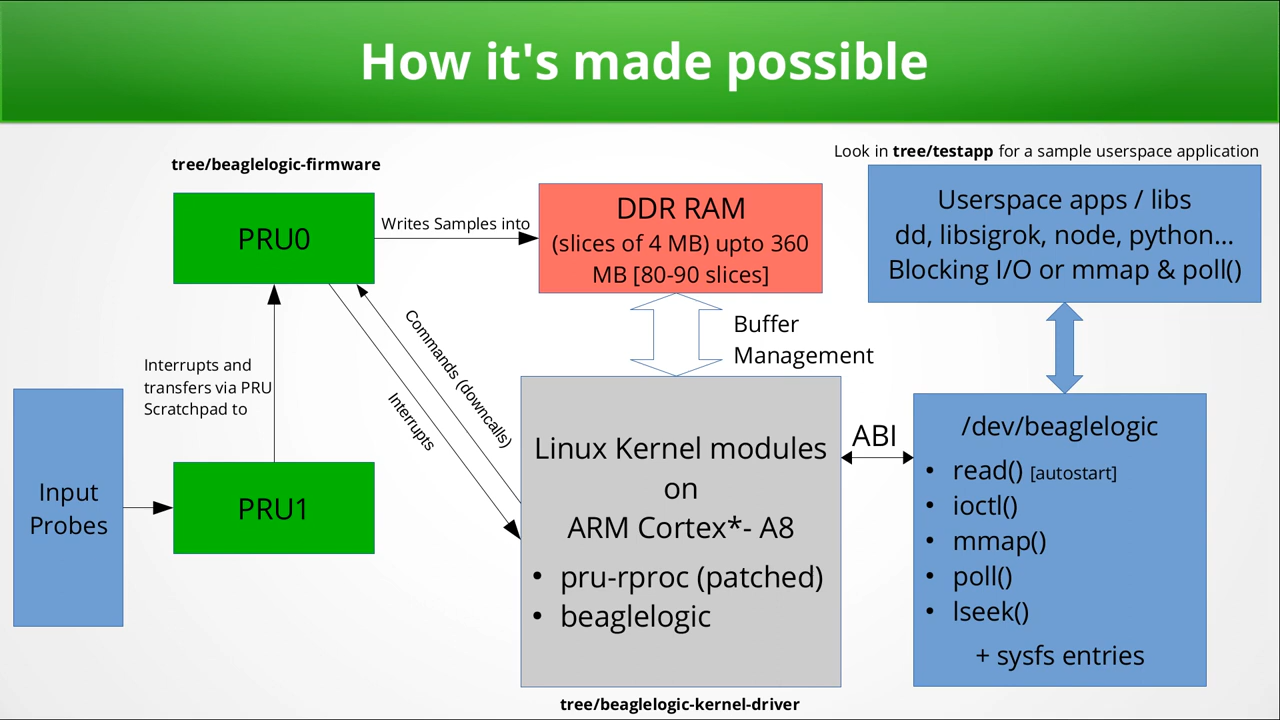 How it's made possible
tree/beaglelogic-firmware
PRU0
Writes Samples into
DDR RAM
(slices of 4 MB) upto 360
MB [80-90 slices]
Look in tree/testapp for a sample userspace application
Userspace apps / libs
dd, libsigrok, node, python...
Blocking I/O or mmap & poll()
Interrupts and
transfers via PRU
Scratchpad to
Commands (downcalls)
Interrupts
Buffer
Management
Input
Probes
PRU1
Linux Kernel modules
on
ARM Cortex*- A8
• pru-rproc (patched)
• beaglelogic
ABI
/dev/beaglelogic
• read() [autostart]
• ioctl()
• mmap()
• poll()
• lseek()
+ sysfs entries
tree/beaglelogic-kernel-driver